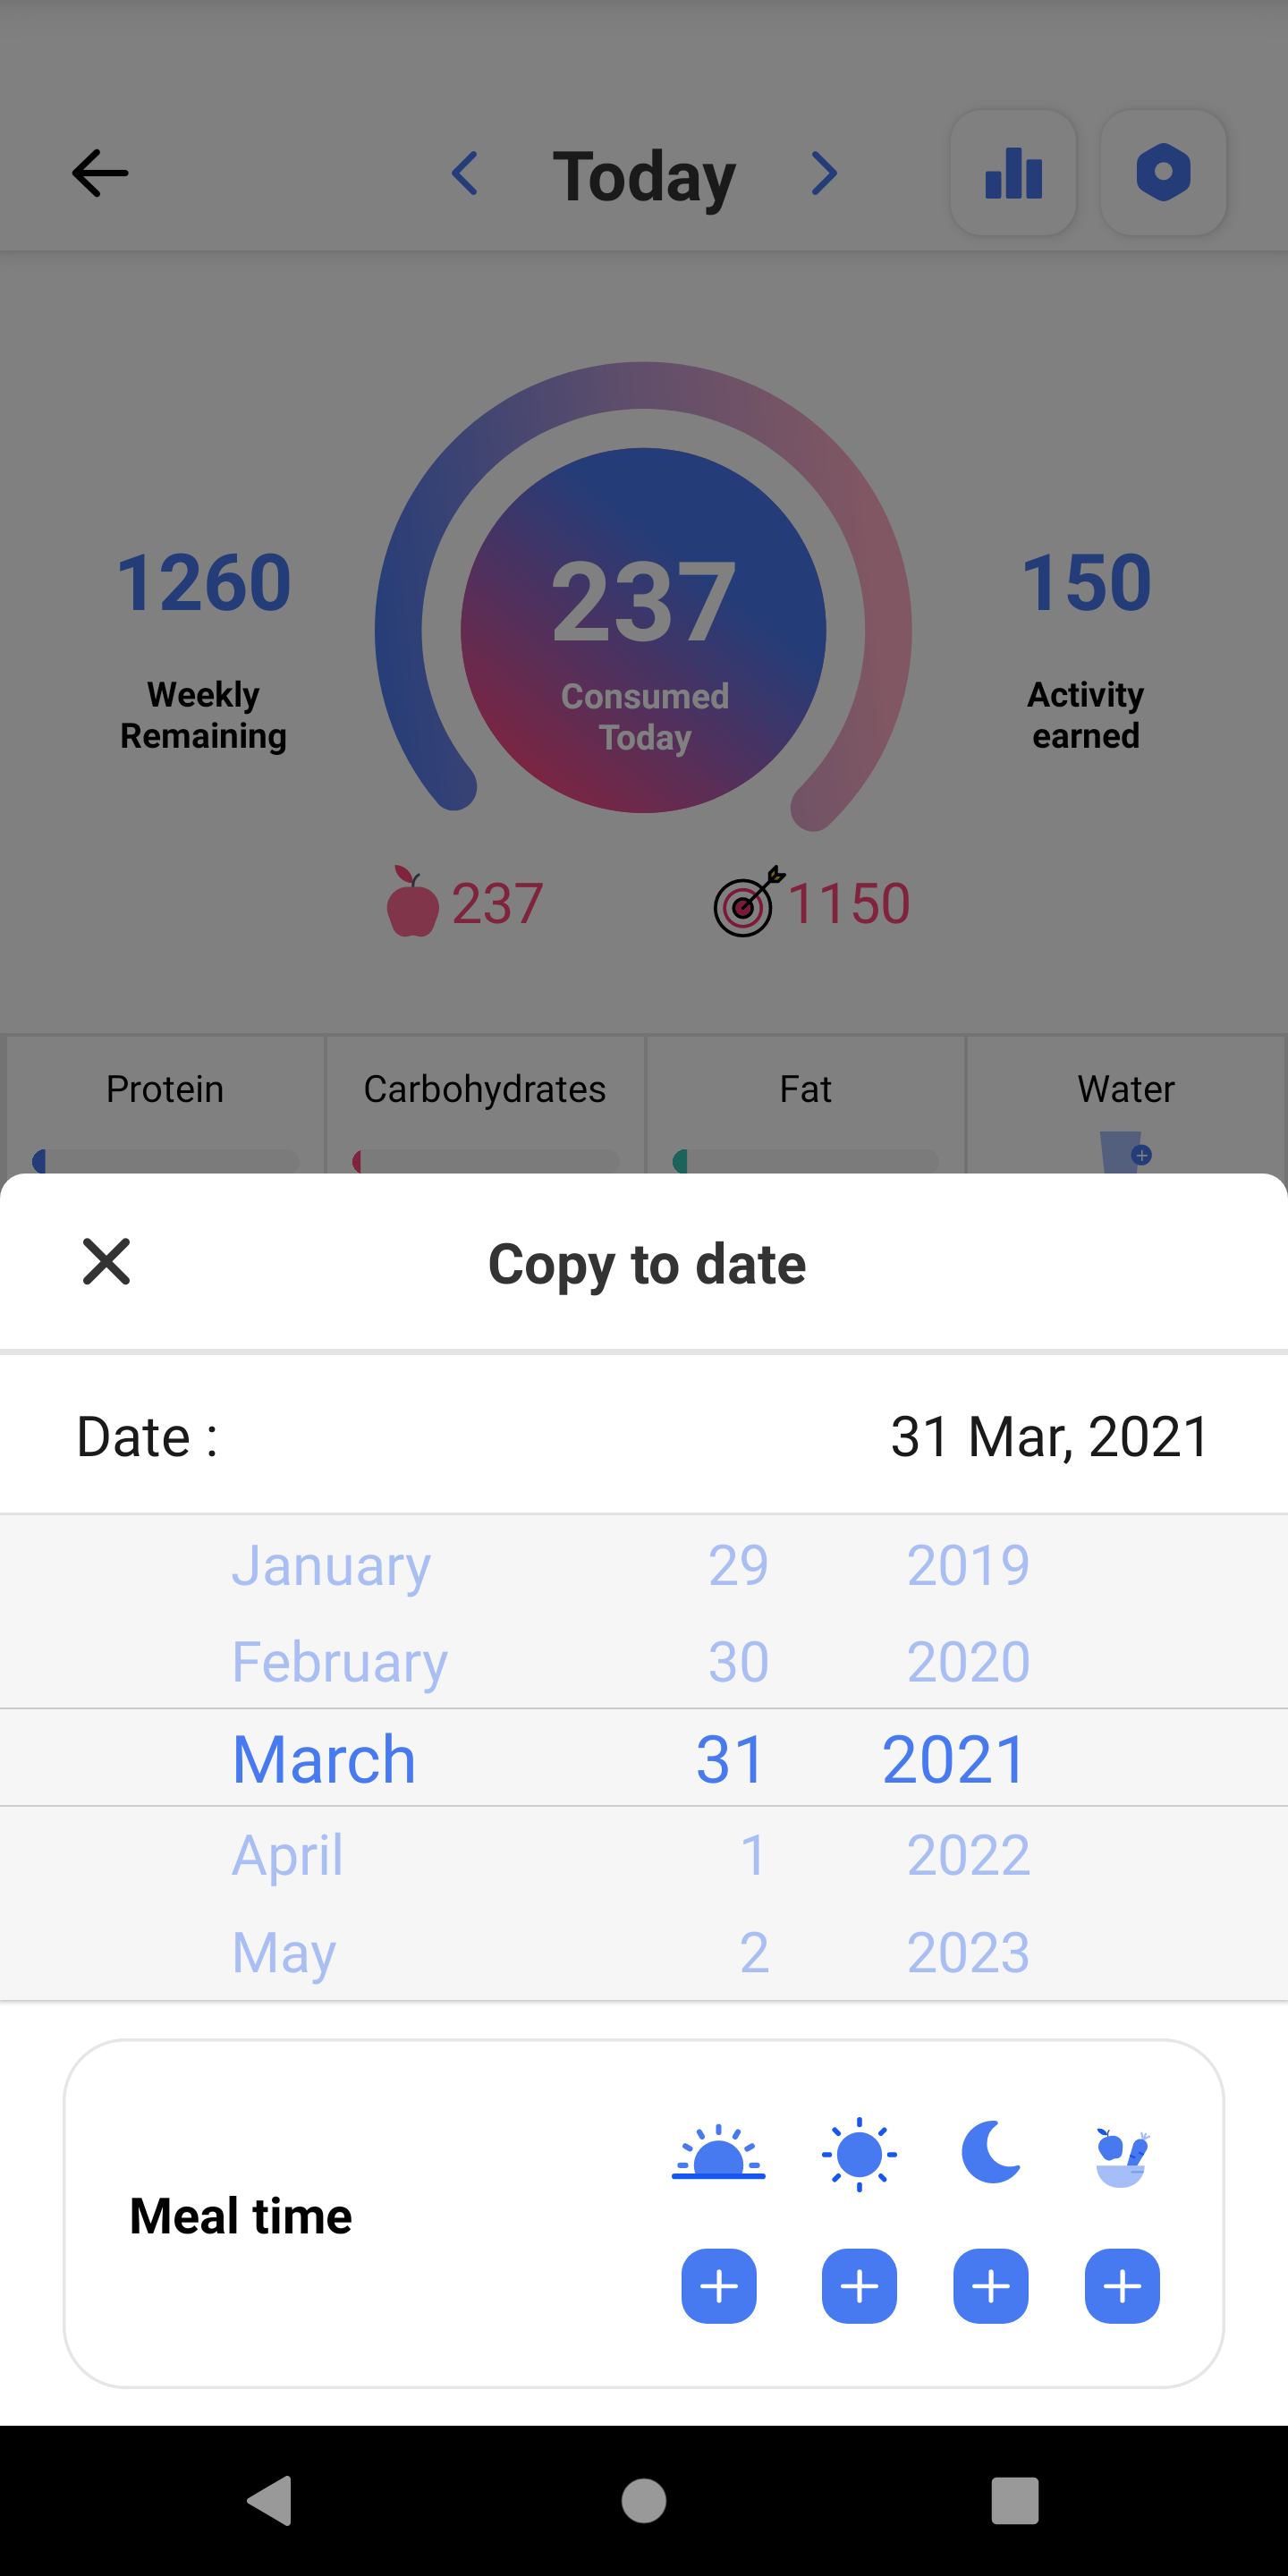 Today
1260
Weekly
Remaining
237
Consumed
Today
150
Activity
earned
237
1150
Protein
Carbohydrates
Fat
Water
Copy to date
Date :
31 Mar, 2021
January 29 2019
February 30 2020
March 31 2021
April 1 2022
May 2 2023
Meal time